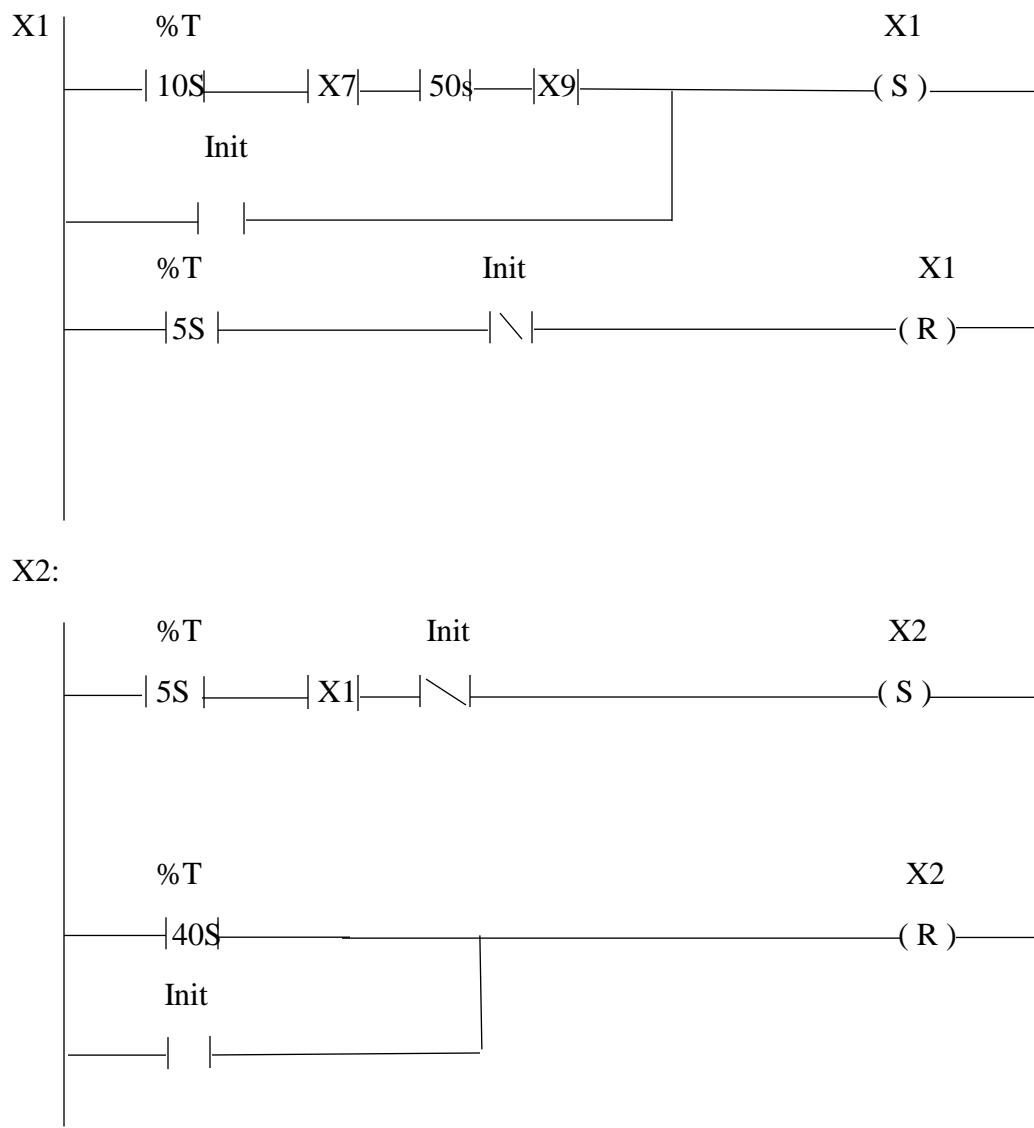 X1 %T X1
10S X7 50s X9 ( S )
Init
%T Init X1
5S ( R )
X2:
%T Init X2
5S X1 ( S )
%T X2
40S ( R )
Init